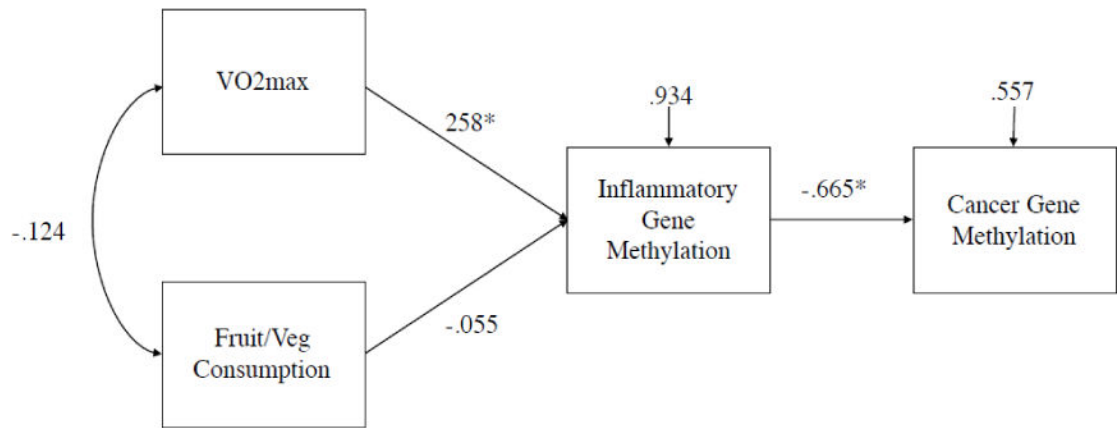 VO2max
.934
.557
258*
Inflammatory
Gene
Methylation
-.665*
Cancer Gene
Methylation
-.124
Fruit/Veg
Consumption
-.055